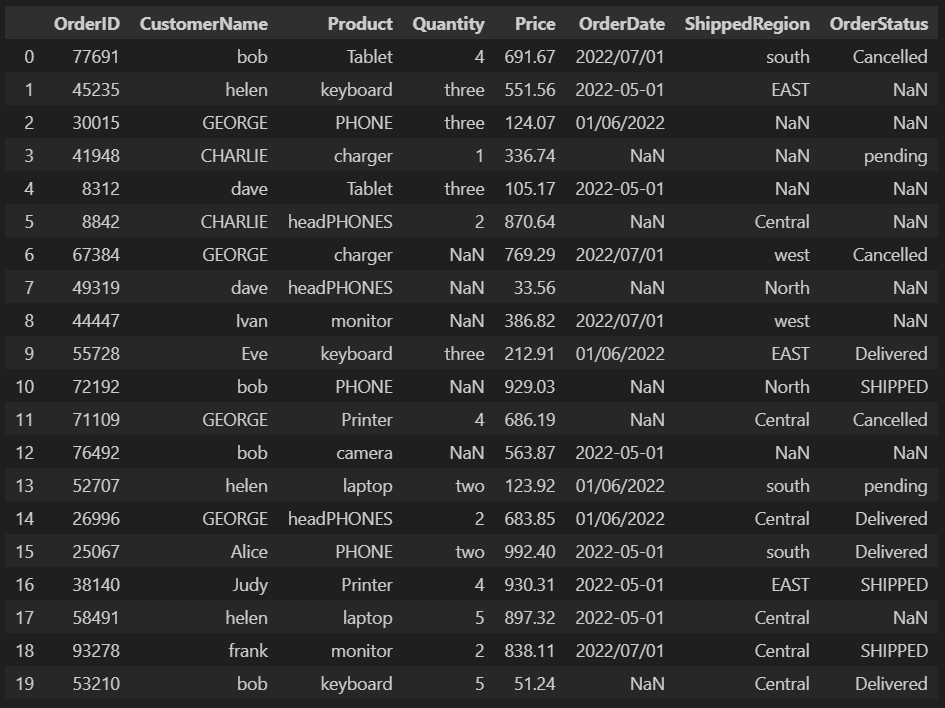 OrderID CustomerName Product Quantity Price OrderDate ShippedRegion OrderStatus
0 77691 bob Tablet 4 691.67 2022/07/01 south Cancelled
1 45235 helen keyboard three 551.56 2022-05-01 EAST NaN
2 30015 GEORGE PHONE three 124.07 01/06/2022 NaN NaN
3 41948 CHARLIE charger 1 336.74 NaN NaN pending
4 8312 dave Tablet three 105.17 2022-05-01 NaN NaN
5 8842 CHARLIE headPHONES 2 870.64 NaN Central NaN
6 67384 GEORGE charger NaN 769.29 2022/07/01 west Cancelled
7 49319 dave headPHONES NaN 33.56 NaN North NaN
8 44447 Ivan monitor NaN 386.82 2022/07/01 west NaN
9 55728 Eve keyboard three 212.91 01/06/2022 EAST Delivered
10 72192 bob PHONE NaN 929.03 NaN North SHIPPED
11 71109 GEORGE Printer 4 686.19 NaN Central Cancelled
12 76492 bob camera NaN 563.87 2022-05-01 NaN NaN
13 52707 helen laptop two 123.92 01/06/2022 south pending
14 26996 GEORGE headPHONES 2 683.85 01/06/2022 Central Delivered
15 25067 Alice PHONE two 992.40 2022-05-01 south Delivered
16 38140 Judy Printer 4 930.31 2022-05-01 EAST SHIPPED
17 58491 helen laptop 5 897.32 2022-05-01 Central NaN
18 93278 frank monitor 2 838.11 2022/07/01 Central SHIPPED
19 53210 bob keyboard 5 51.24 NaN Central Delivered